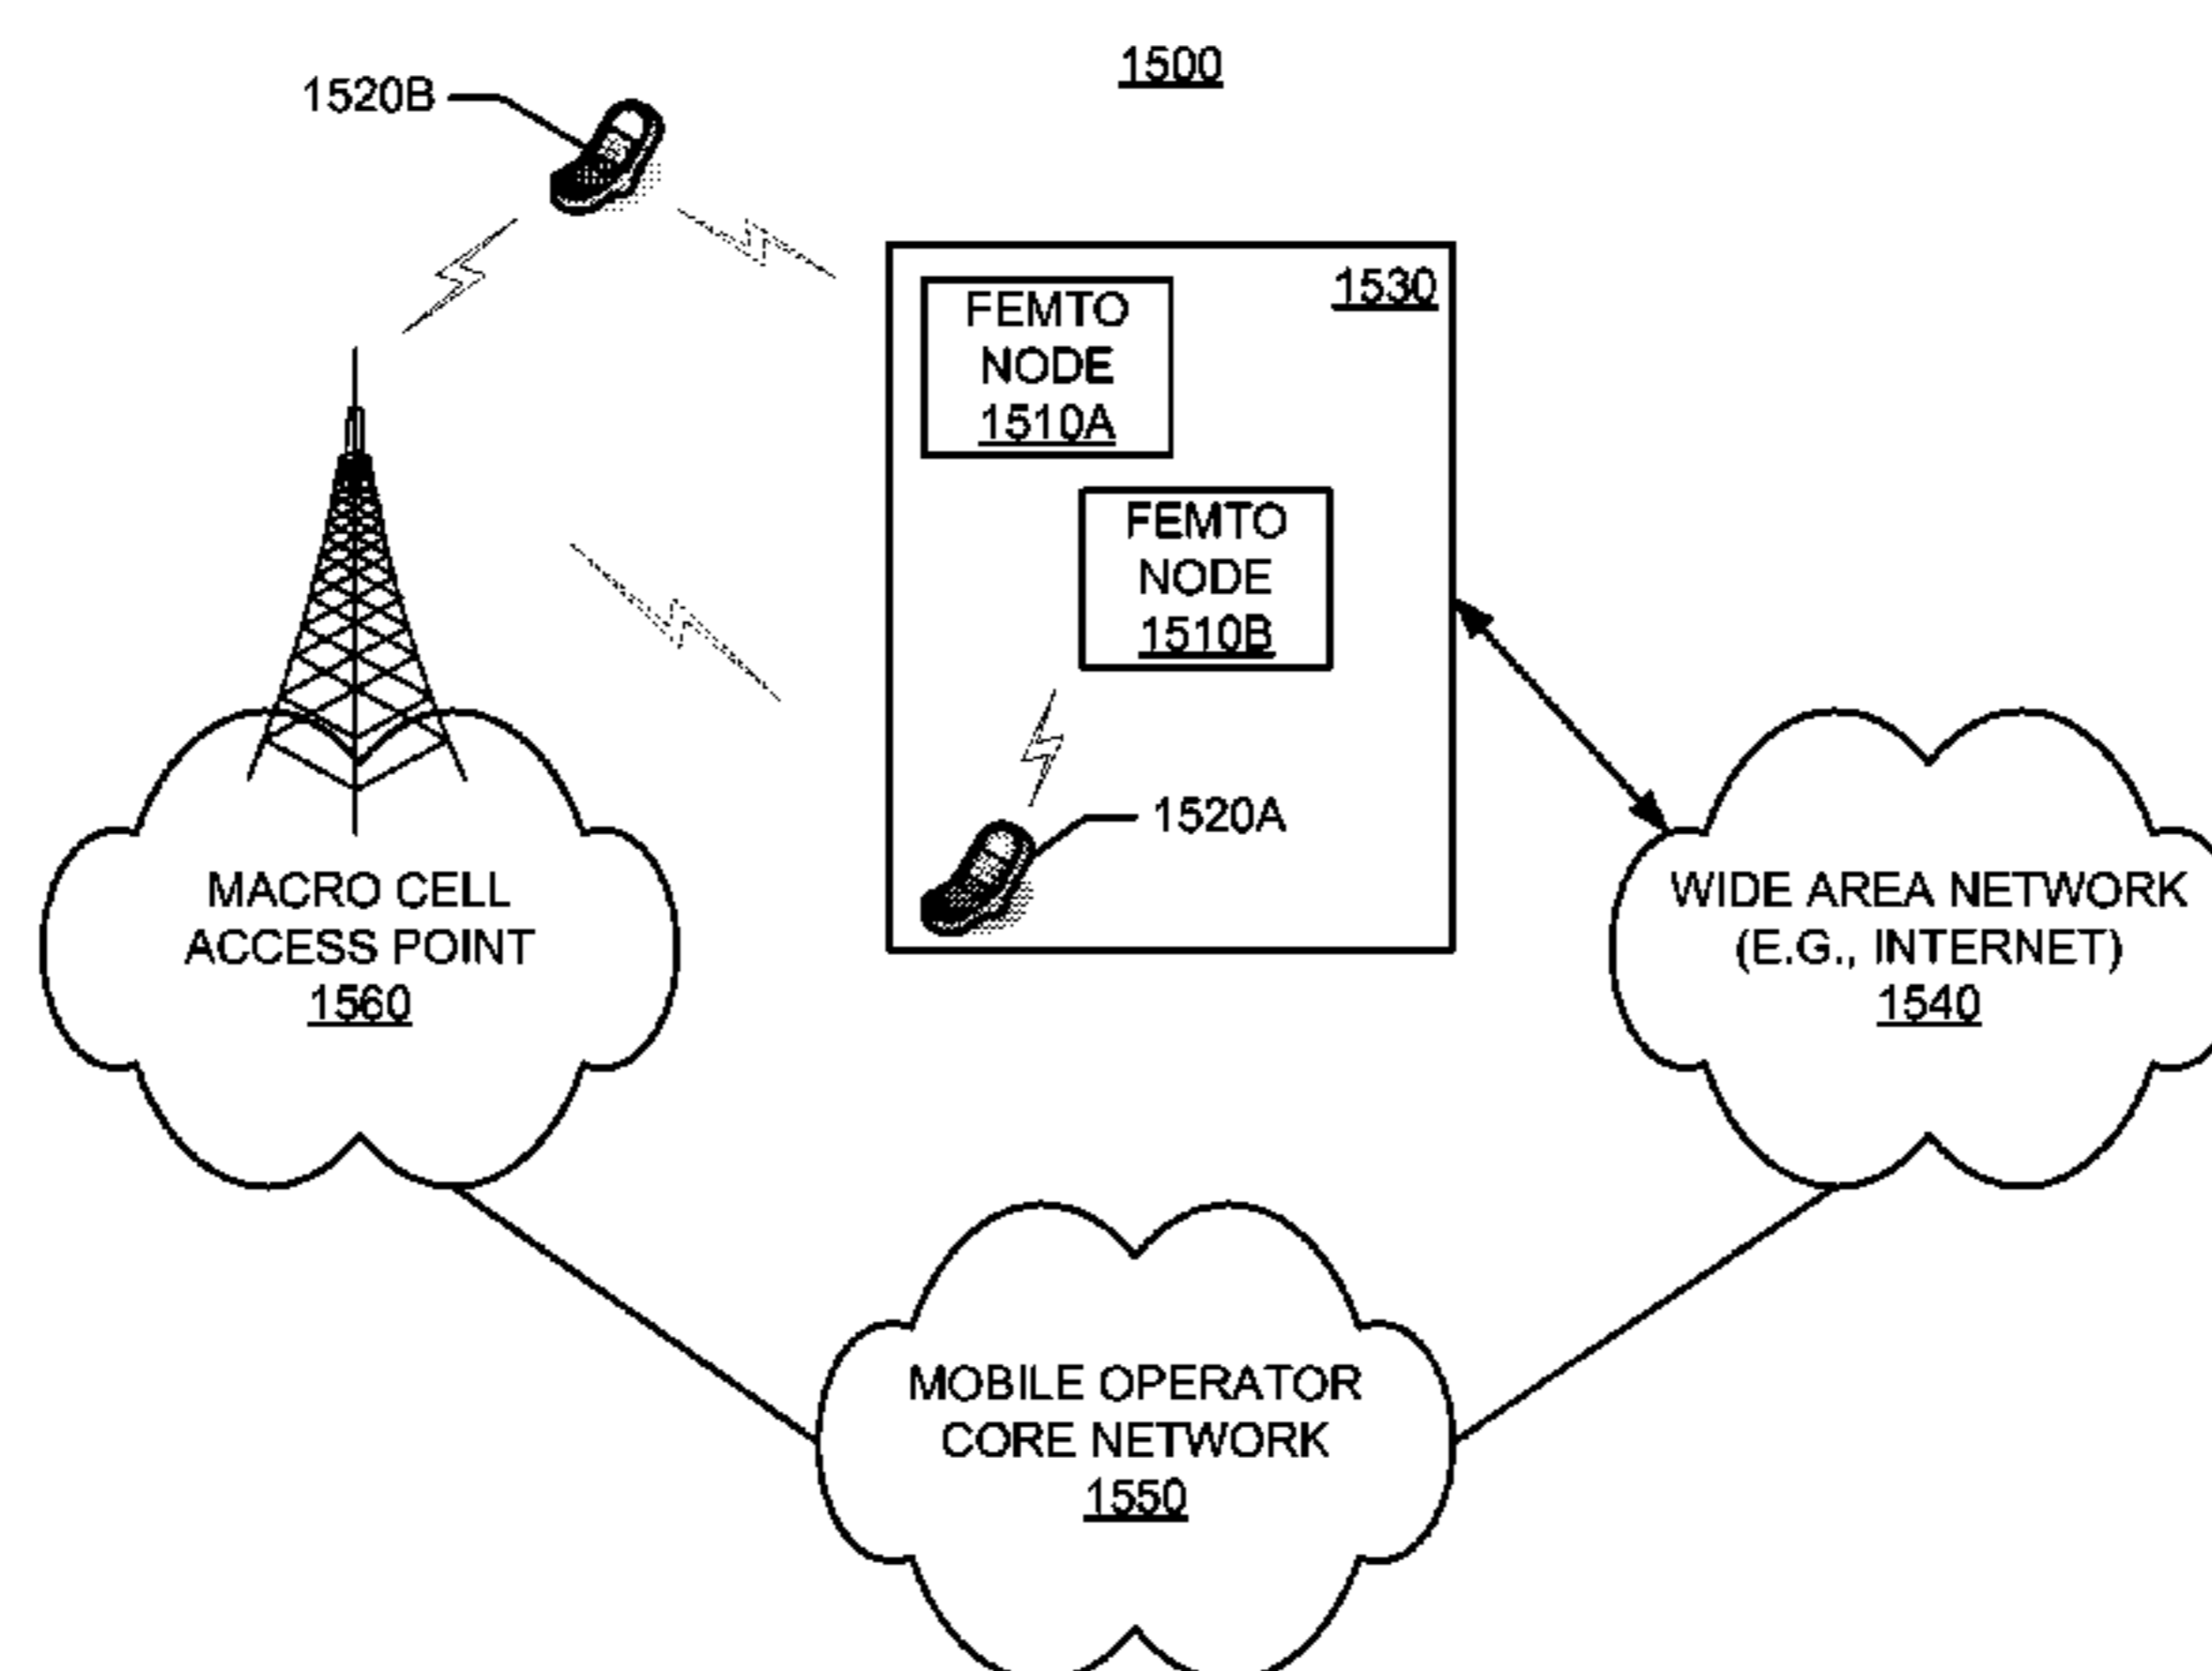 1500
1520B
1530
FEMTO
NODE
1510A
FEMTO
NODE
1510B
1520A
MACRO CELL
ACCESS POINT
1560
WIDE AREA NETWORK
(E.G., INTERNET)
1540
MOBILE OPERATOR
CORE NETWORK
1550